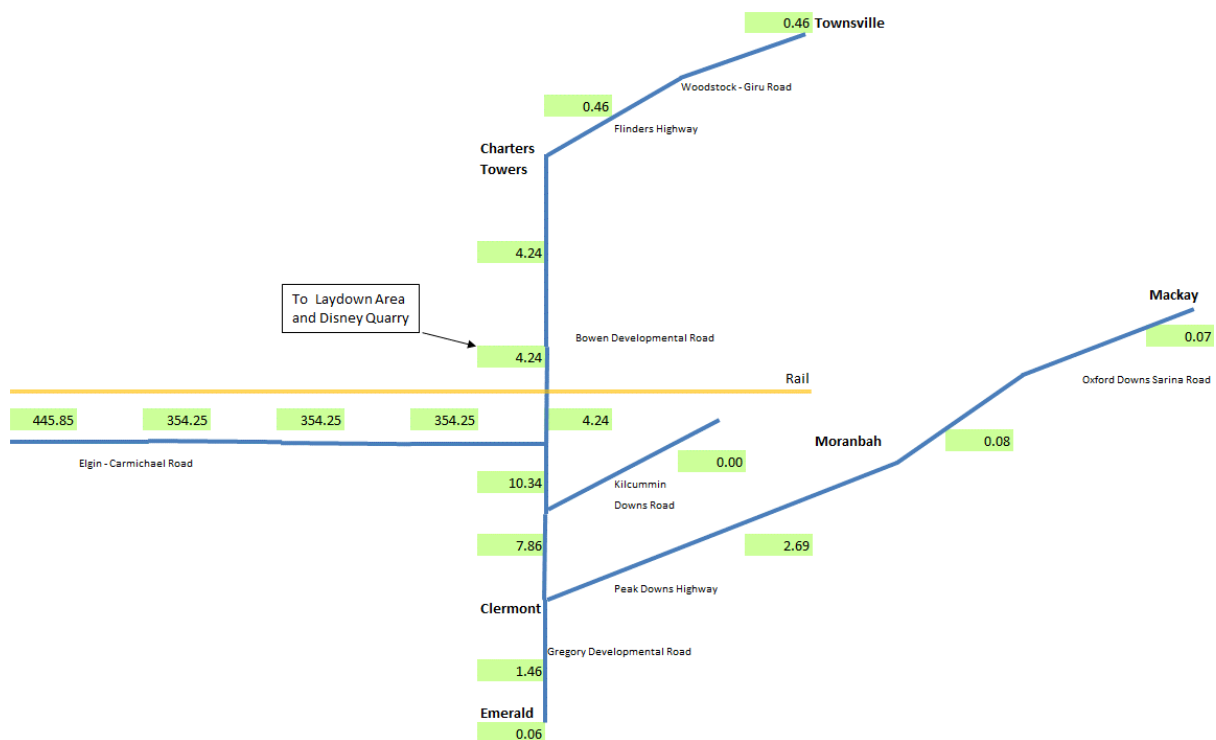 0.46 Townsville
Woodstock - Giru Road
0.46
Flinders Highway
Charters
Towers
4.24
To Laydown Area
and Disney Quarry
Mackay
0.07
Bowen Developmental Road
4.24
Rail
Oxford Downs Sarina Road
445.85 354.25 354.25 354.25 4.24
Moranbah
0.08
Elgin - Carmichael Road
0.00
10.34
Kilcummin
Downs Road
7.86
2.69
Peak Downs Highway
Clermont
Gregory Developmental Road
1.46
Emerald
0.06